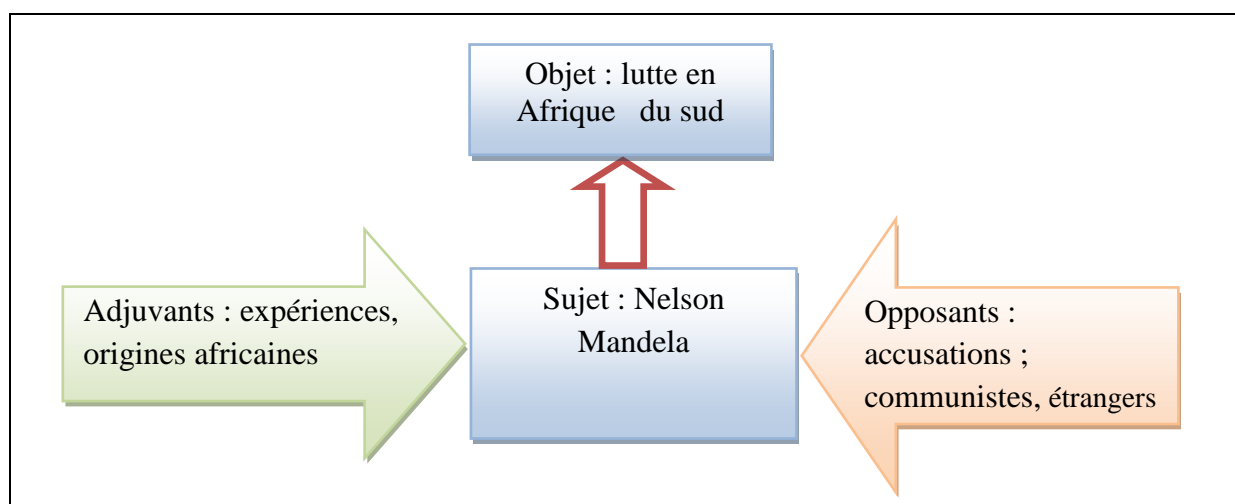 Objet : lutte en
Afrique du sud
Adjuvants : expériences,
origines africaines
Sujet : Nelson
Mandela
Opposants :
accusations ;
communistes, étrangers